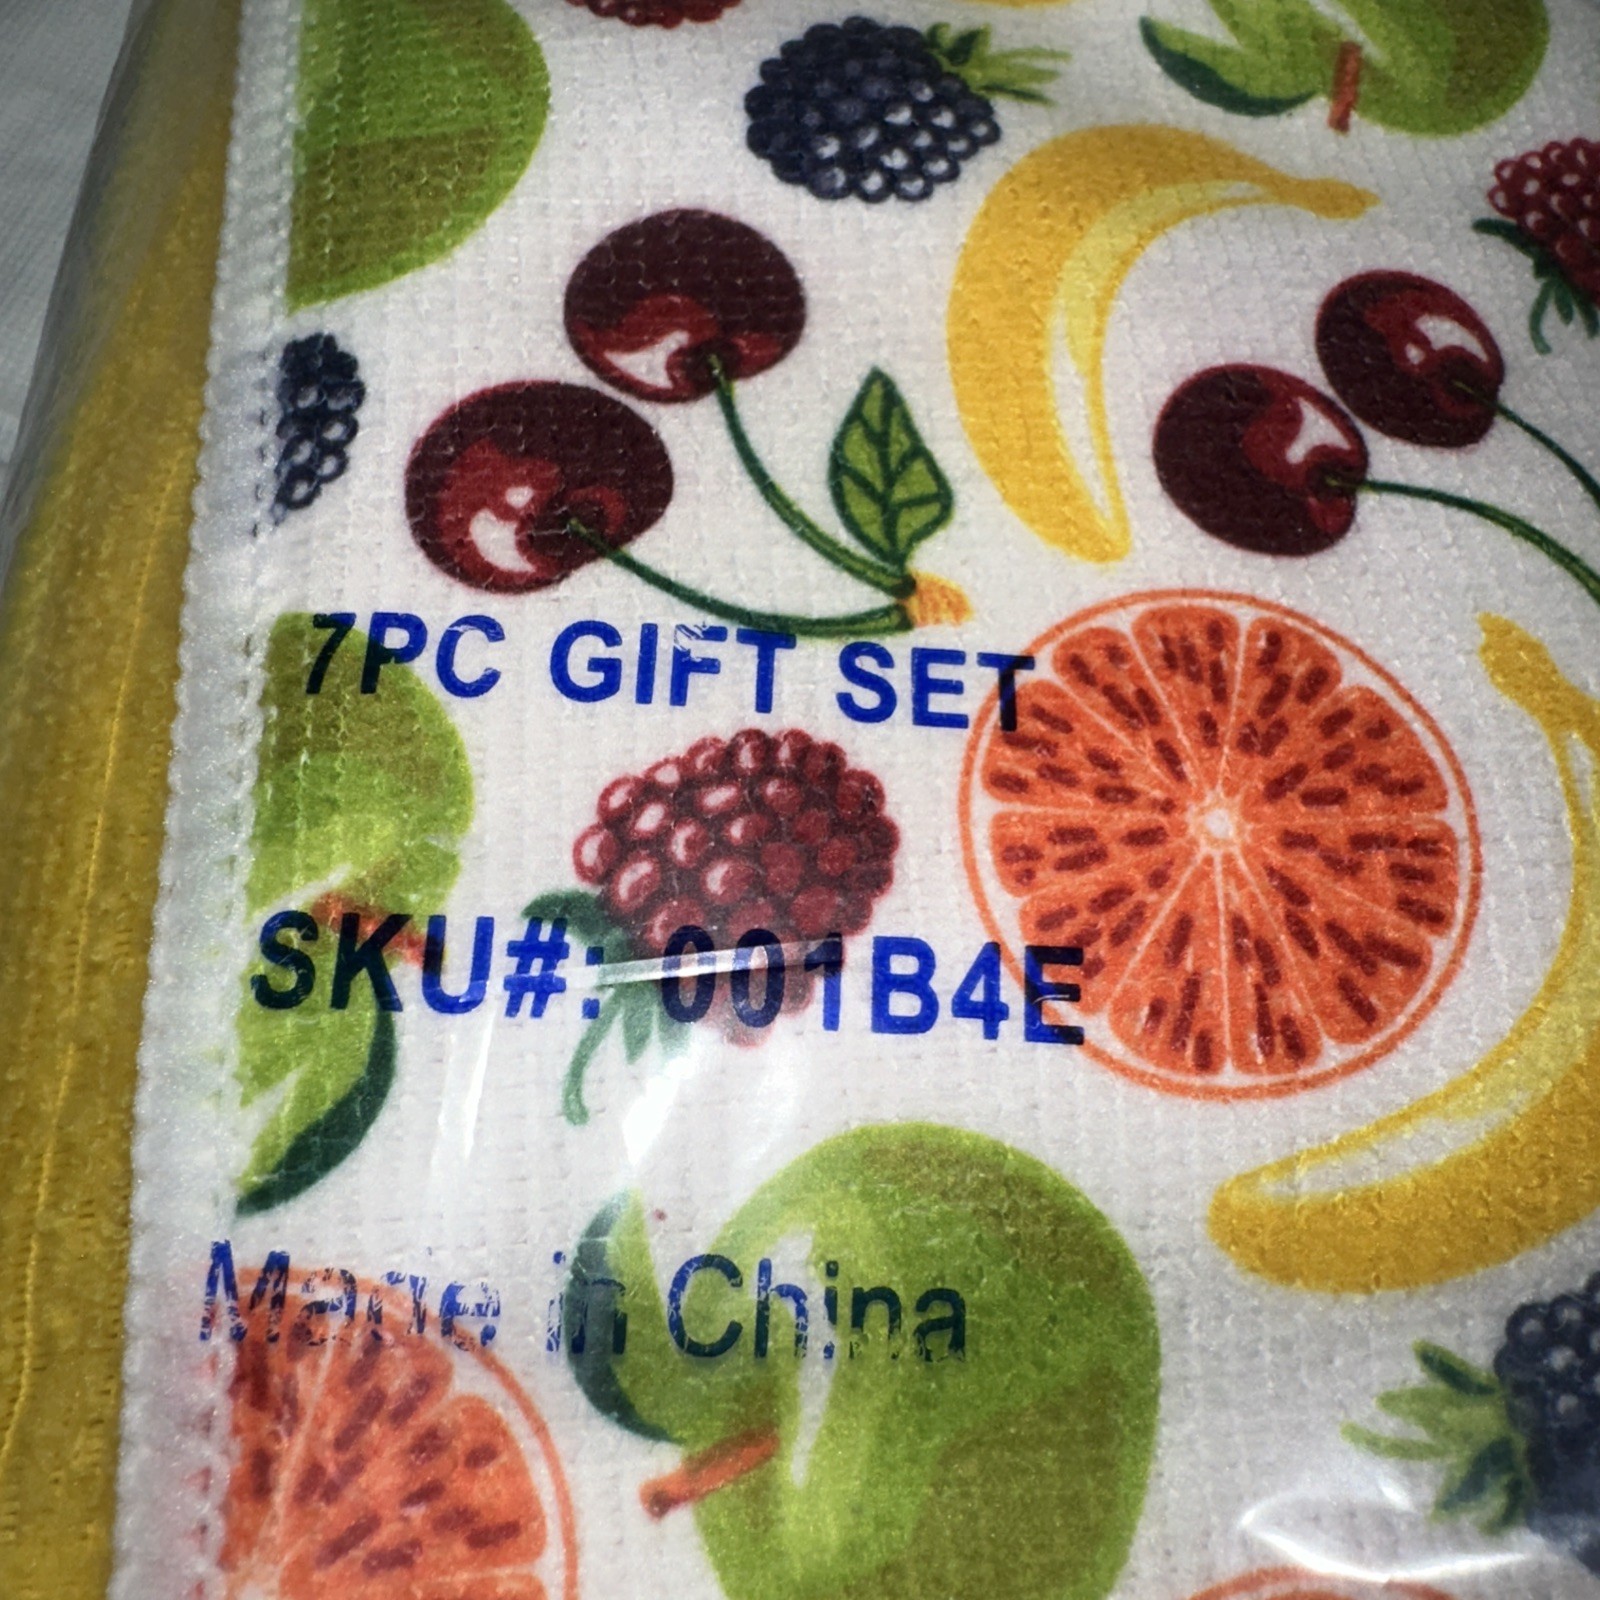 7PC GIFT SET
SKU#: 001B4E
Made in China